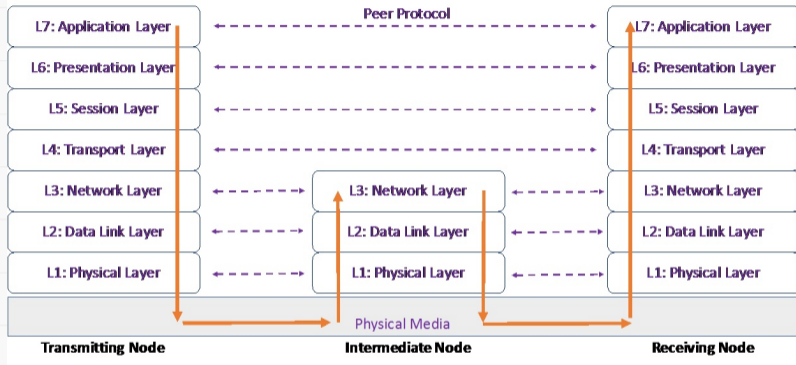 Peer Protocol
L7: Application Layer
L7: Application Layer
L6: Presentation Layer
L6: Presentation Layer
L5: Session Layer
L5: Session Layer
L4: Transport Layer
L4: Transport Layer
L3: Network Layer
L3: Network Layer
L3: Network Layer
L2: Data Link Layer
L2: Data Link Layer
L2: Data Link Layer
L1: Physical Layer
L1: Physical Layer
L1: Physical Layer
Physical Media
Transmitting Node
Intermediate Node
Receiving Node